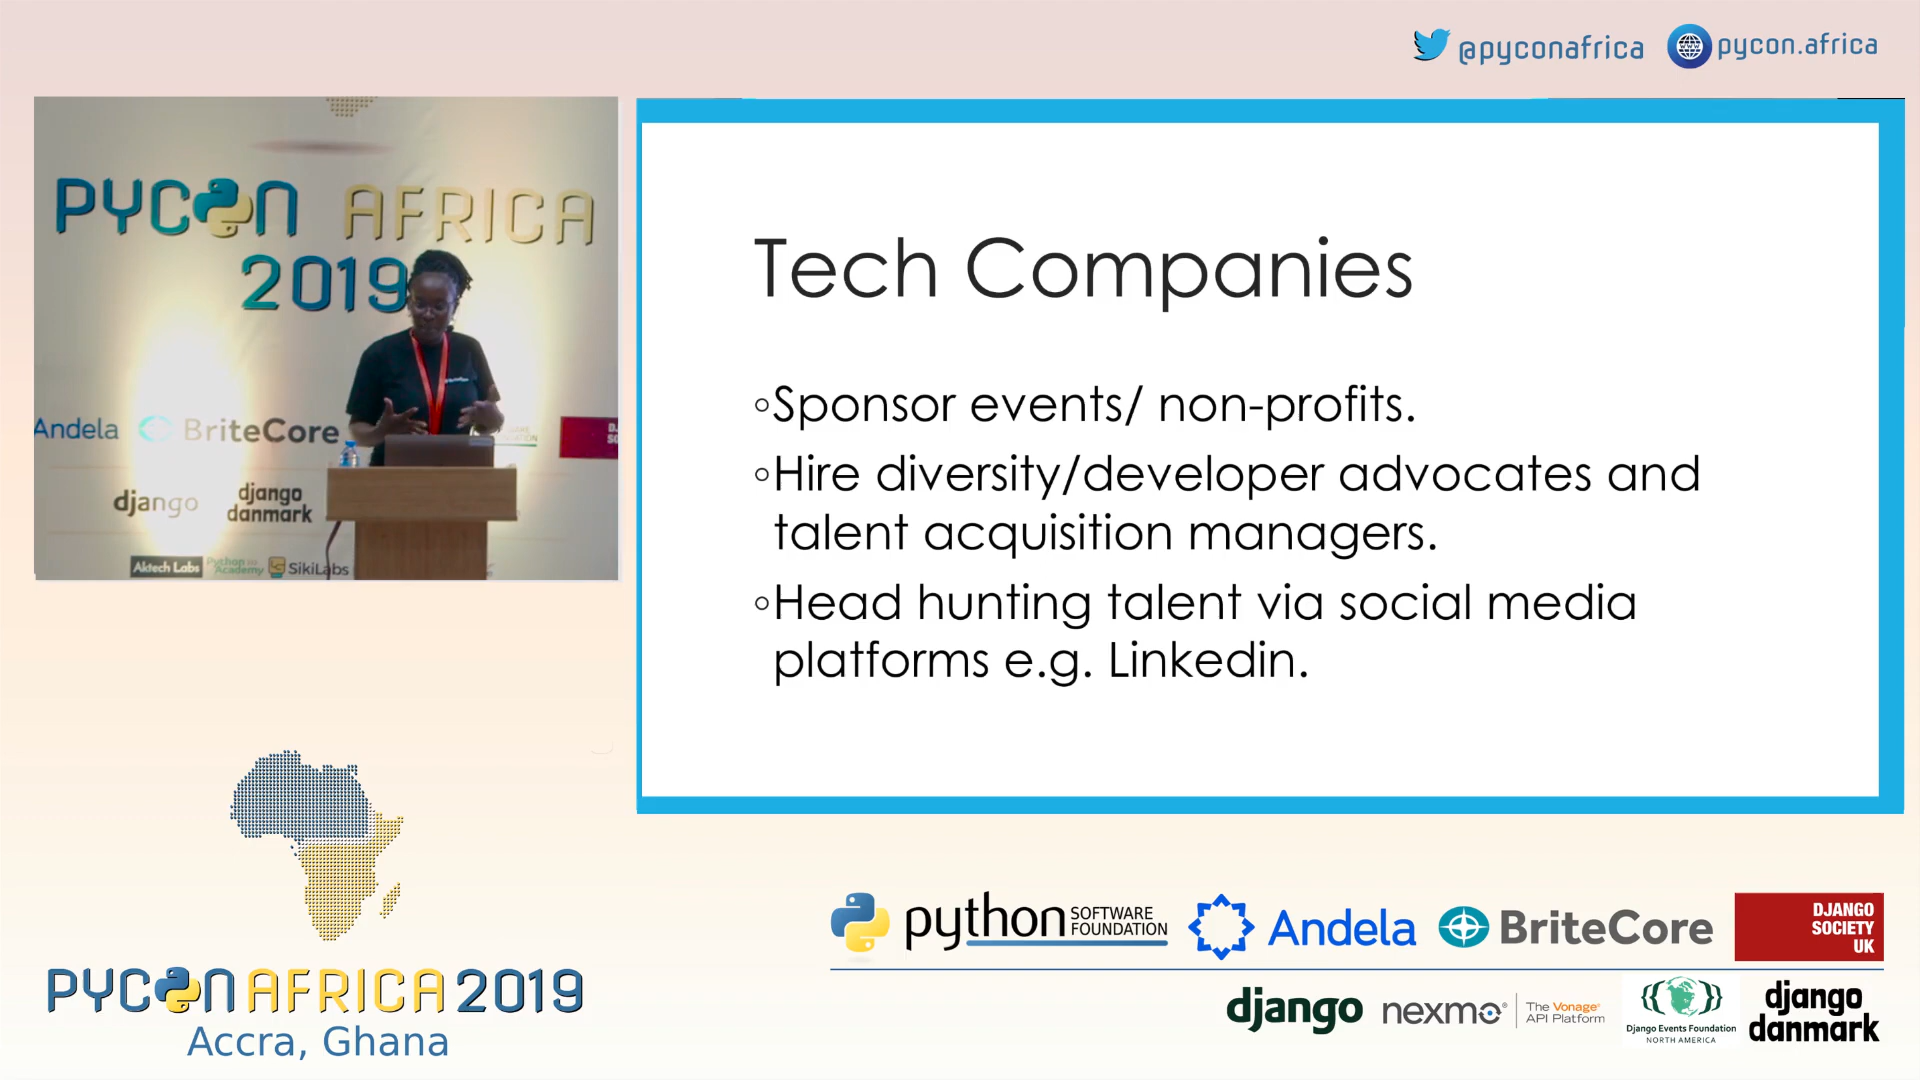 @pyconafrica
pycon.africa
PYCON AFRICA
2019
Andela
BriteCore
django
django
danmark
Aktech Labs
Python
Academy
SikiLabs
Tech Companies
◦Sponsor events/ non-profits.
◦Hire diversity/developer advocates and
talent acquisition managers.
◦Head hunting talent via social media
platforms e.g. Linkedin.
PYCON AFRICA 2019
Accra, Ghana
python SOFTWARE
FOUNDATION
Andela
BriteCore
DJANGO
SOCIETY
UK
django
nexmo
The Vonage
API Platform
Django Events Foundation
NORTH AMERICA
django
danmark